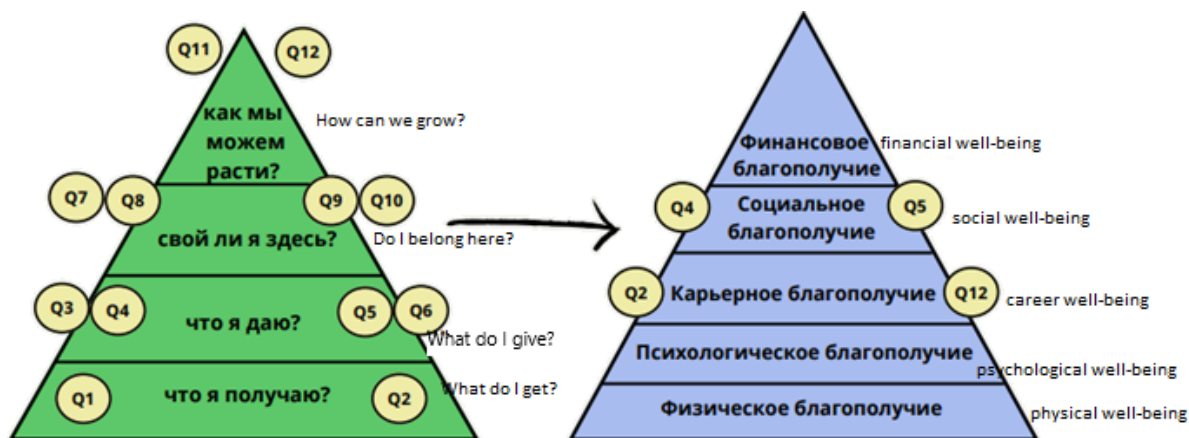 Q11
Q12
как мы
можем
расти?
How can we grow?
Q7
Q8
Q9
Q10
свой ли я здесь?
Do I belong here?
Q3
Q4
Q5
Q6
что я даю?
What do I give?
Q1
что я получаю?
Q2
What do I get?
Финансовое
благополучие
financial well-being
Q4
Социальное
благополучие
Q5
social well-being
Q2
Карьерное благополучие
Q12
career well-being
Психологическое благополучие
psychological well-being
Физическое благополучие
physical well-being